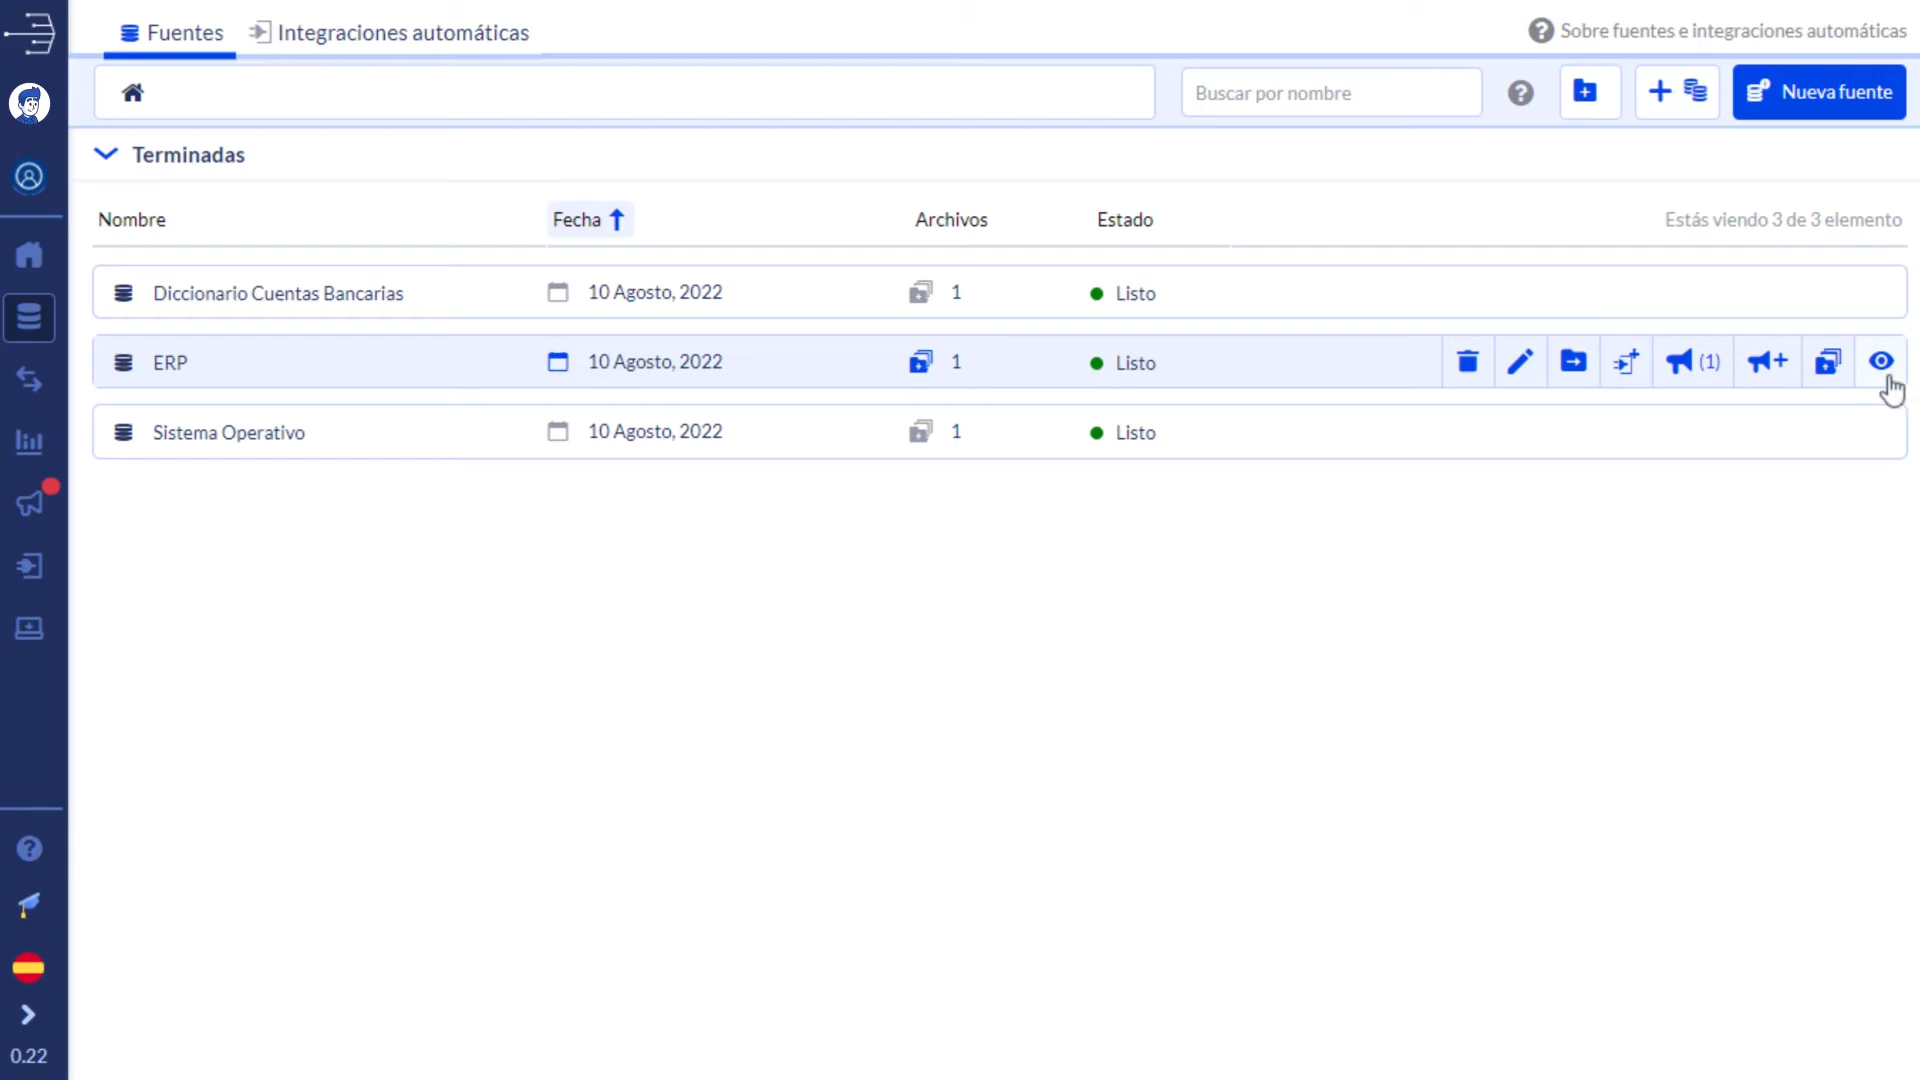 Fuentes Integraciones automáticas Sobre fuentes e integraciones automáticas
Buscar por nombre Nueva fuente
Terminadas
Nombre Fecha Archivos Estado Estás viendo 3 de 3 elemento
Diccionario Cuentas Bancarias 10 Agosto, 2022 1 Listo
ERP 10 Agosto, 2022 1 Listo (1)
Sistema Operativo 10 Agosto, 2022 1 Listo
0.22